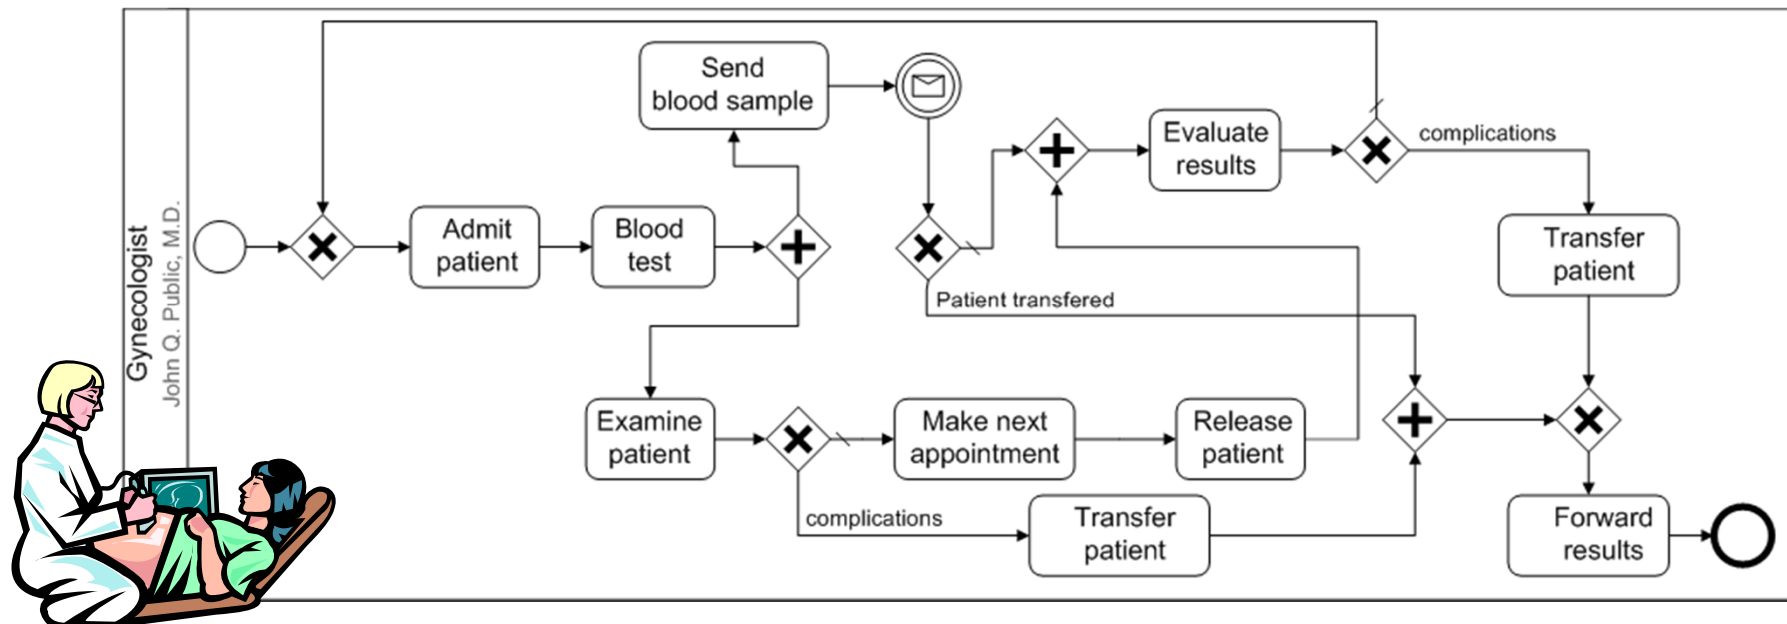 Gynecologist
John Q. Public, M.D.
Send
blood sample
Evaluate
results
complications
Admit
patient
Blood
test
Transfer
patient
Patient transfered
Examine
patient
Make next
appointment
Release
patient
complications
Transfer
patient
Forward
results